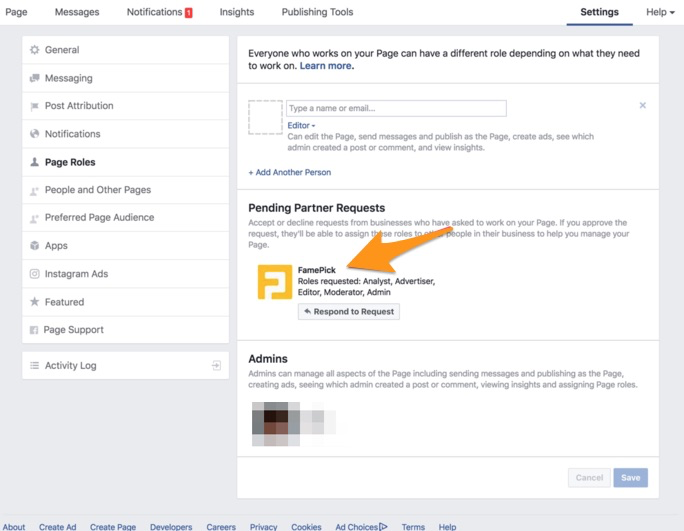 Page Messages Notifications 1 Insights Publishing Tools Settings Help
General
Messaging
Post Attribution
Notifications
Page Roles
People and Other Pages
Preferred Page Audience
Apps
Instagram Ads
Featured
Page Support
Activity Log
Everyone who works on your Page can have a different role depending on what they need
to work on. Learn more.
Type a name or email...
Editor
Can edit the Page, send messages and publish as the Page, create ads, see which
admin created a post or comment, and view insights.
+ Add Another Person
Pending Partner Requests
Accept or decline requests from businesses who have asked to work on your Page. If you approve the
request, they'll be able to assign these roles to other people in their business to help you manage your
Page.
FamePick
Roles requested: Analyst, Advertiser,
Editor, Moderator, Admin
Respond to Request
Admins
Admins can manage all aspects of the Page including sending messages and publishing as the Page,
creating ads, seeing which admin created a post or comment, viewing insights and assigning Page roles.
Cancel Save
About Create Ad Create Page Developers Careers Privacy Cookies Ad Choices Terms Help